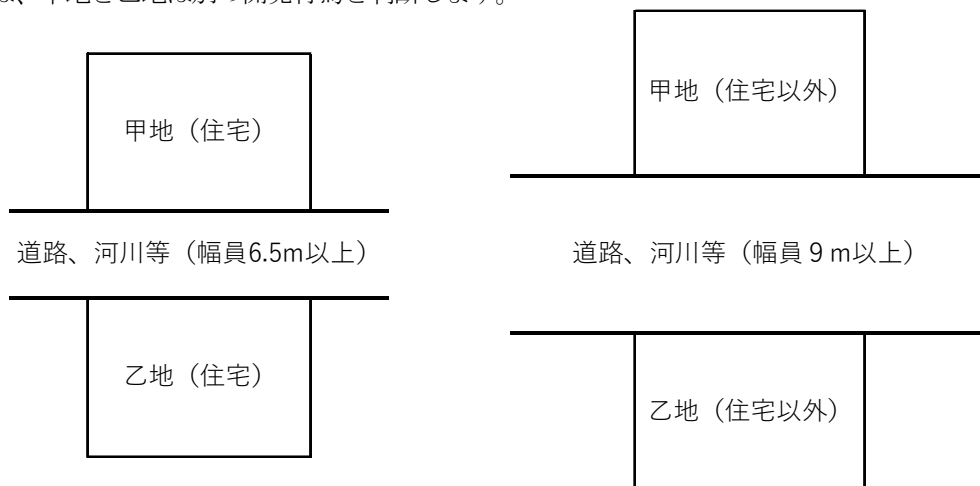 甲地（住宅）
道路、河川等（幅員6.5m以上）
乙地（住宅）
甲地（住宅以外）
道路、河川等（幅員９ｍ以上）
乙地（住宅以外）